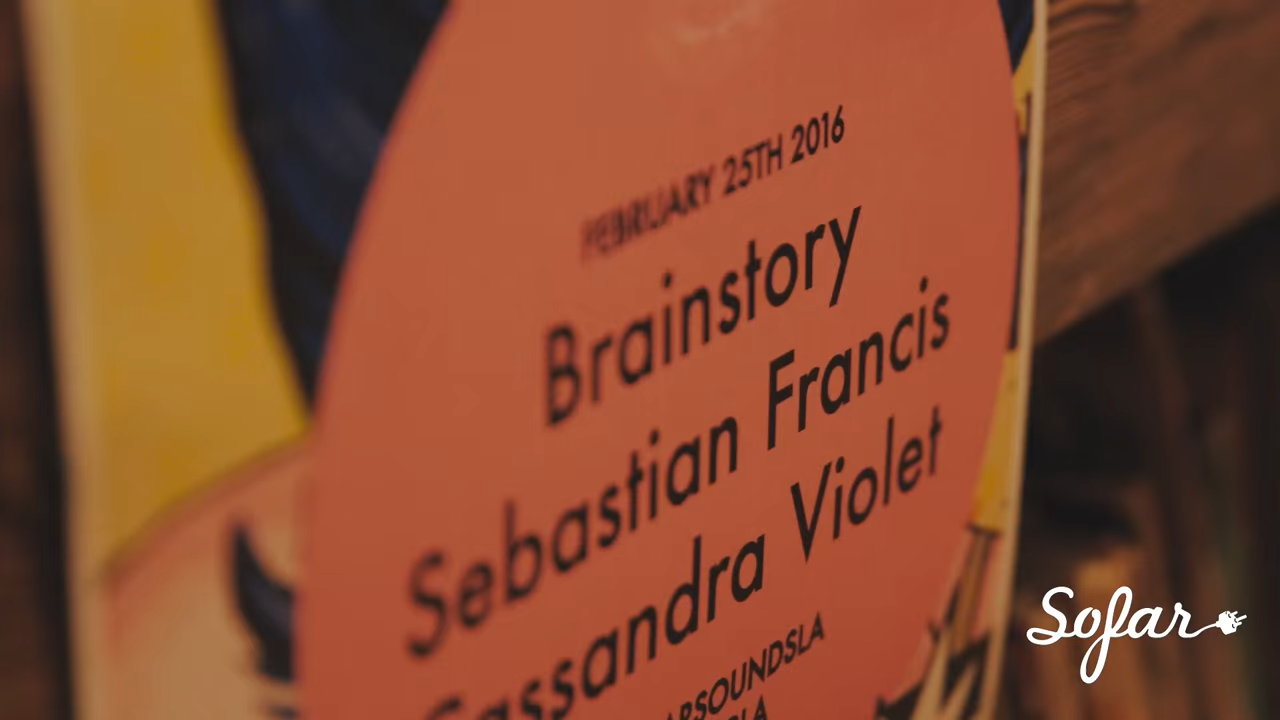 FEBRUARY 25TH 2016
Brainstory
Sebastian Francis
Cassandra Violet
Sofar